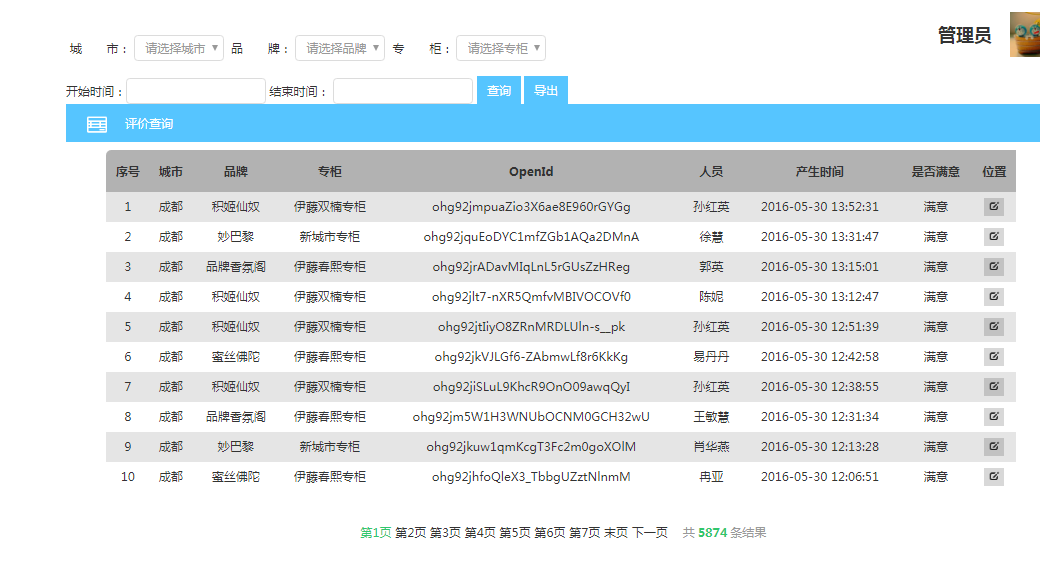 管理员
城 市： 请选择城市 品 牌： 请选择品牌 专 柜： 请选择专柜
开始时间： 结束时间： 查询 导出
评价查询
序号 城市 品牌 专柜 OpenId 人员 产生时间 是否满意 位置
1 成都 积姬仙奴 伊藤双楠专柜 ohg92jmpuaZio3X6ae8E960rGYGg 孙红英 2016-05-30 13:52:31 满意
2 成都 妙巴黎 新城市专柜 ohg92jquEoDYC1mfZGb1AQa2DMnA 徐慧 2016-05-30 13:31:47 满意
3 成都 品牌香氛阁 伊藤春熙专柜 ohg92jrADavMIqLnL5rGUsZzHReg 郭英 2016-05-30 13:15:01 满意
4 成都 积姬仙奴 伊藤双楠专柜 ohg92jlt7-nXR5QmfvMBIVOCOVf0 陈妮 2016-05-30 13:12:47 满意
5 成都 积姬仙奴 伊藤双楠专柜 ohg92jtIiyO8ZRnMRDLUln-s__pk 孙红英 2016-05-30 12:51:39 满意
6 成都 蜜丝佛陀 伊藤春熙专柜 ohg92jkVJLGf6-ZAbmwLf8r6KkKg 易丹丹 2016-05-30 12:42:58 满意
7 成都 积姬仙奴 伊藤双楠专柜 ohg92jiSLuL9KhcR9OnO09awqQyI 孙红英 2016-05-30 12:38:55 满意
8 成都 品牌香氛阁 伊藤春熙专柜 ohg92jm5W1H3WNUbOCNM0GCH32wU 王敏慧 2016-05-30 12:31:34 满意
9 成都 妙巴黎 新城市专柜 ohg92jkuw1qmKcgT3Fc2m0goXOlM 肖华燕 2016-05-30 12:13:28 满意
10 成都 蜜丝佛陀 伊藤春熙专柜 ohg92jhfoQleX3_TbbgUZztNlnmM 冉亚 2016-05-30 12:06:51 满意
第1页 第2页 第3页 第4页 第5页 第6页 第7页 末页 下一页 共 5874 条结果